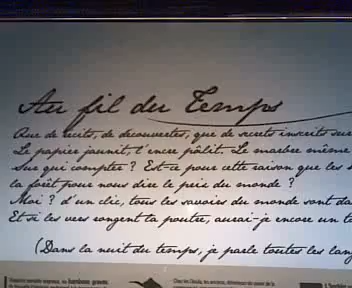 Au fil du Temps
Que de récits, de découvertes, que de secrets inscrits sur
Le papier jaunit, l'encre pâlit. Le marbre même
Sur qui compter ? Est-ce pour cette raison que les
la forêt pour nous dire le prix du monde ?
Moi ? d'un clic, tous les savoirs du monde sont da
Et si les vers rongent la poutre, aurai-je encore un
(Dans la nuit du temps, je parle toutes les lan